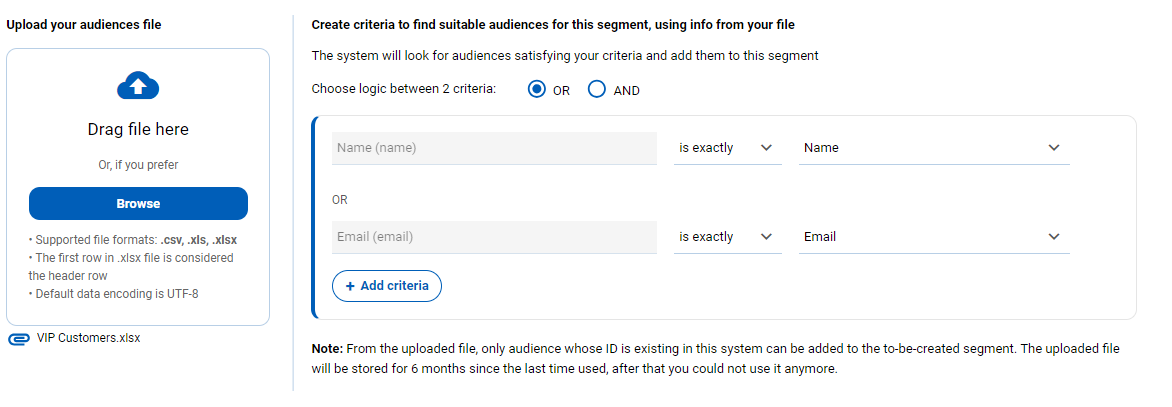 Upload your audiences file
Drag file here
Or, if you prefer
Browse
• Supported file formats: .csv, .xls, .xlsx
• The first row in .xlsx file is considered
the header row
• Default data encoding is UTF-8
VIP Customers.xlsx
Create criteria to find suitable audiences for this segment, using info from your file
The system will look for audiences satisfying your criteria and add them to this segment
Choose logic between 2 criteria: OR AND
Name (name) is exactly Name
OR
Email (email) is exactly Email
+ Add criteria
Note: From the uploaded file, only audience whose ID is existing in this system can be added to the to-be-created segment. The uploaded file
will be stored for 6 months since the last time used, after that you could not use it anymore.